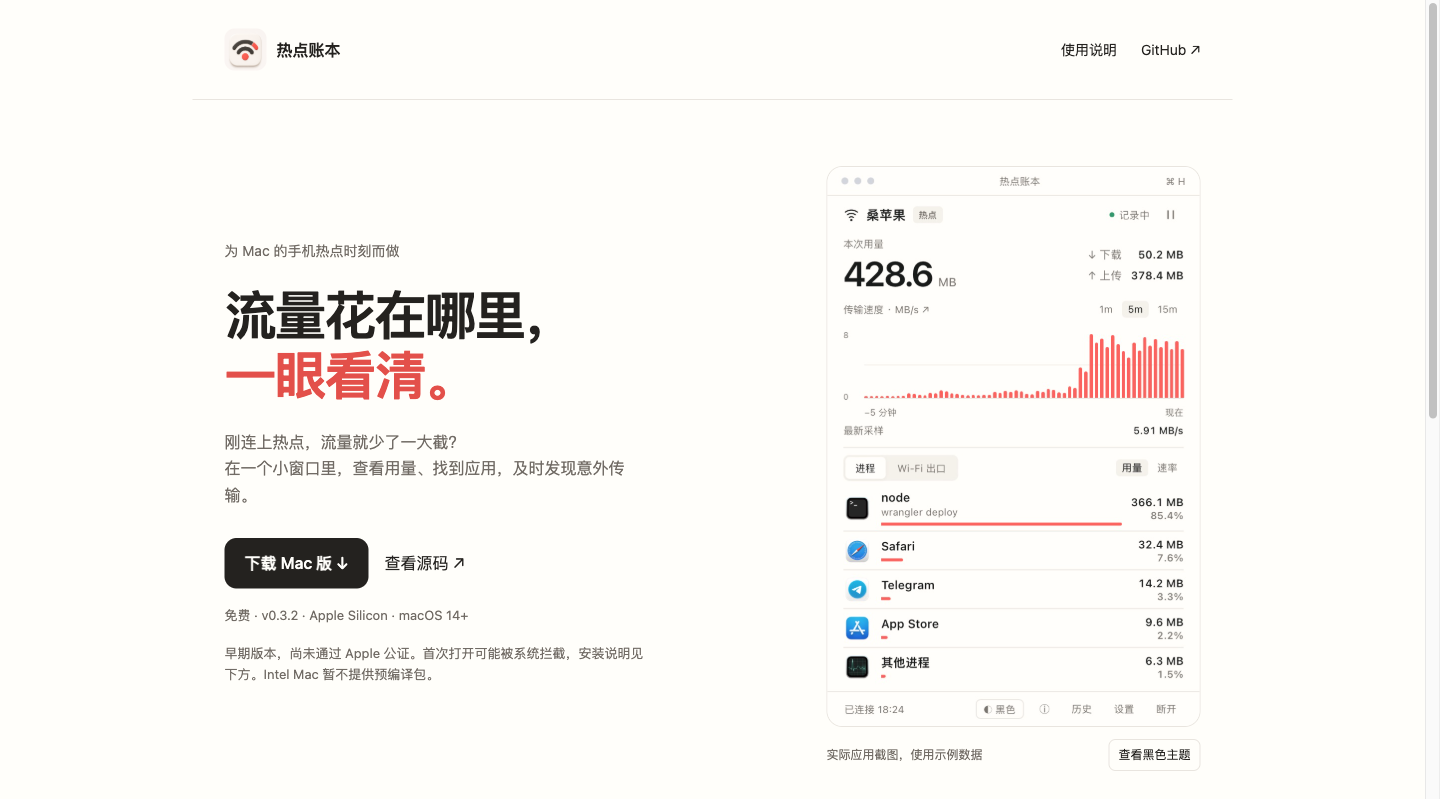 热点账本
使用说明
GitHub ↗
为 Mac 的手机热点时刻而做
流量花在哪里，
一眼看清。
刚连上热点，流量就少了一大截？
在一个小窗口里，查看用量、找到应用，及时发现意外传
输。
下载 Mac 版 ↓
查看源码 ↗
免费 · v0.3.2 · Apple Silicon · macOS 14+
早期版本，尚未通过 Apple 公证。首次打开可能被系统拦截，安装说明见
下方。Intel Mac 暂不提供预编译包。
热点账本
⌘ H
桑苹果
热点
记录中
本次用量
428.6 MB
↓ 下载 50.2 MB
↑ 上传 378.4 MB
传输速度 · MB/s ↗
1m
5m
15m
8
0
−5 分钟
现在
最新采样
5.91 MB/s
进程
Wi-Fi 出口
用量
速率
node
wrangler deploy
366.1 MB
85.4%
Safari
32.4 MB
7.6%
Telegram
14.2 MB
3.3%
App Store
9.6 MB
2.2%
其他进程
6.3 MB
1.5%
已连接 18:24
黑色
历史
设置
断开
实际应用截图，使用示例数据
查看黑色主题